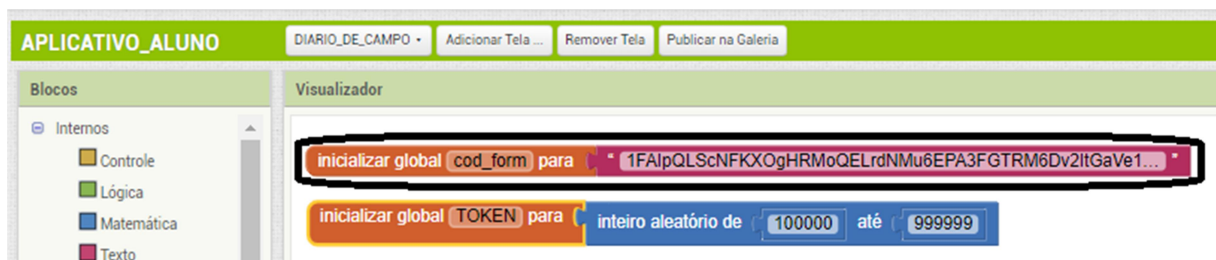 APLICATIVO_ALUNO DIARIO_DE_CAMPO Adicionar Tela ... Remover Tela Publicar na Galeria
Blocos Visualizador
Internos
Controle
Lógica
Matemática
Texto
inicializar global cod_form para " 1FAIpQLScNFKXOgHRMoQELrdNMu6EPA3FGTRM6Dv2ItGaVe1... "
inicializar global TOKEN para inteiro aleatório de 100000 até 999999